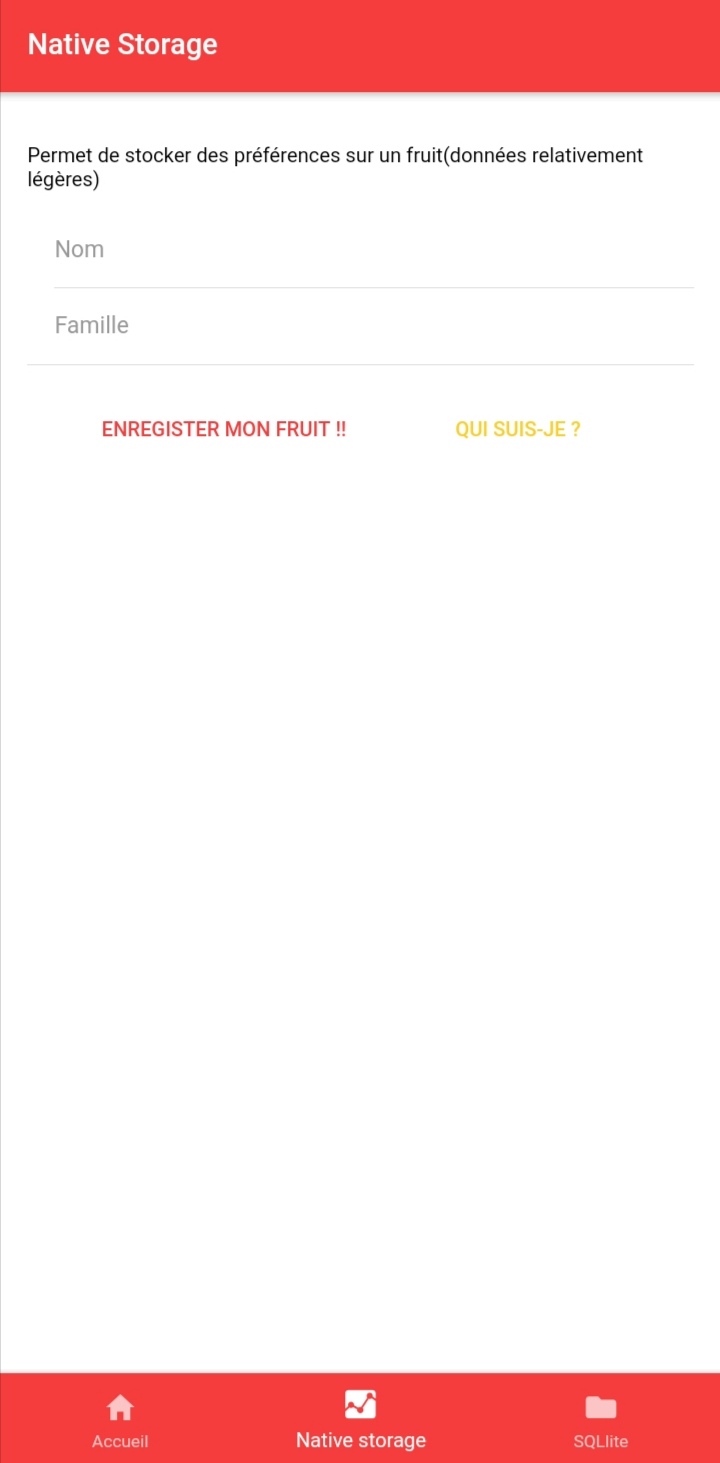 Native Storage
Permet de stocker des préférences sur un fruit(données relativement
légères)
Nom
Famille
ENREGISTER MON FRUIT !! QUI SUIS-JE ?
Accueil Native storage SQLlite